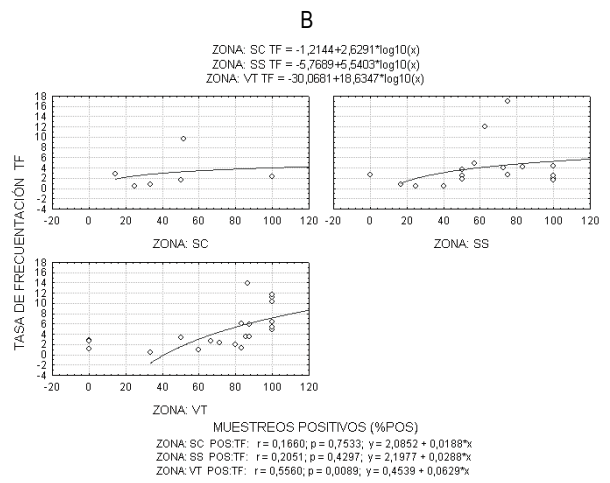 B
ZONA: SC TF = -1,2144+2,6291*log10(x)
ZONA: SS TF = -5,7689+5,5403*log10(x)
ZONA: VT TF = -30,0681+18,6347*log10(x)
TASA DE FRECUENTACIÓN TF
18
16
14
12
10
8
6
4
2
0
-2
-4
-20 0 20 40 60 80 100 120
ZONA: SC
-20 0 20 40 60 80 100 120
ZONA: SS
18
16
14
12
10
8
6
4
2
0
-2
-4
-20 0 20 40 60 80 100 120
ZONA: VT
MUESTREOS POSITIVOS (%POS)
ZONA: SC POS:TF: r = 0,1660; p = 0,7533; y = 2,0852 + 0,0188*x
ZONA: SS POS:TF: r = 0,2051; p = 0,4297; y = 2,1977 + 0,0288*x
ZONA: VT POS:TF: r = 0,5560; p = 0,0089; y = 0,4539 + 0,0629*x